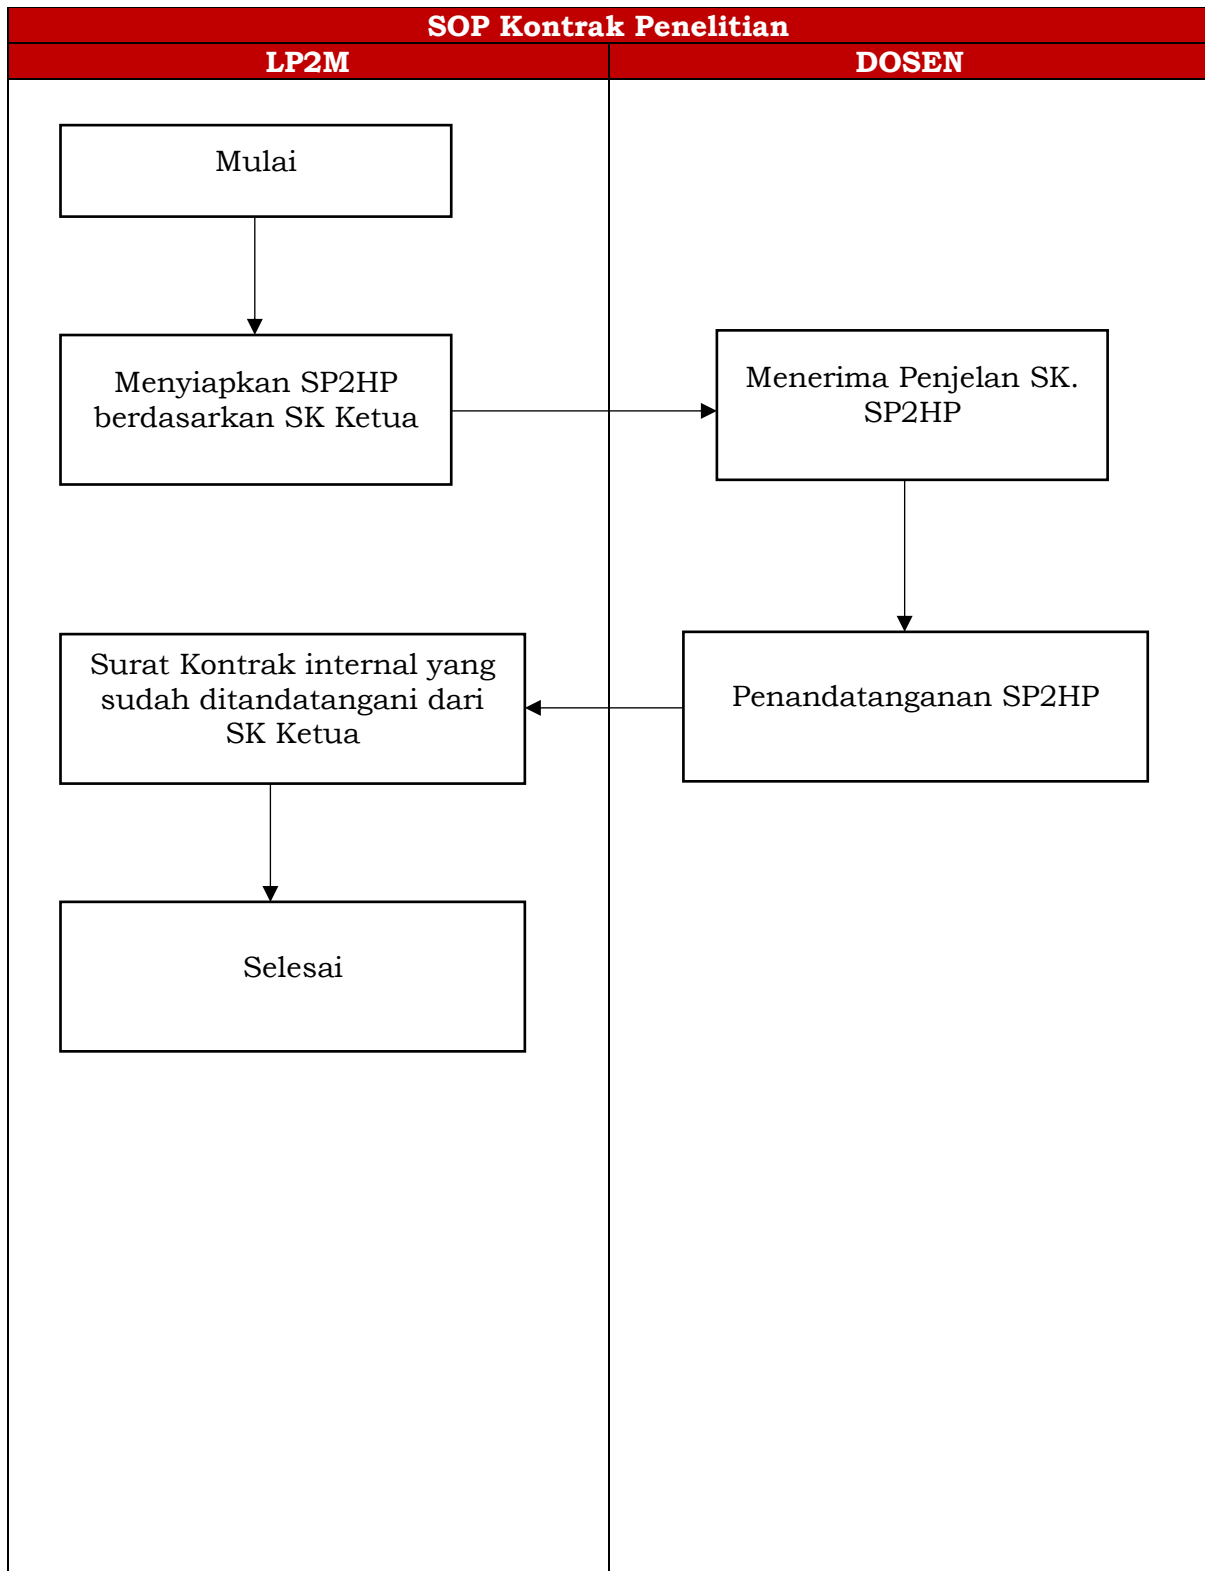 SOP Kontrak Penelitian
LP2M
DOSEN
Mulai
Menyiapkan SP2HP
berdasarkan SK Ketua
Menerima Penjelan SK.
SP2HP
Surat Kontrak internal yang
sudah ditandatangani dari
SK Ketua
Penandatanganan SP2HP
Selesai